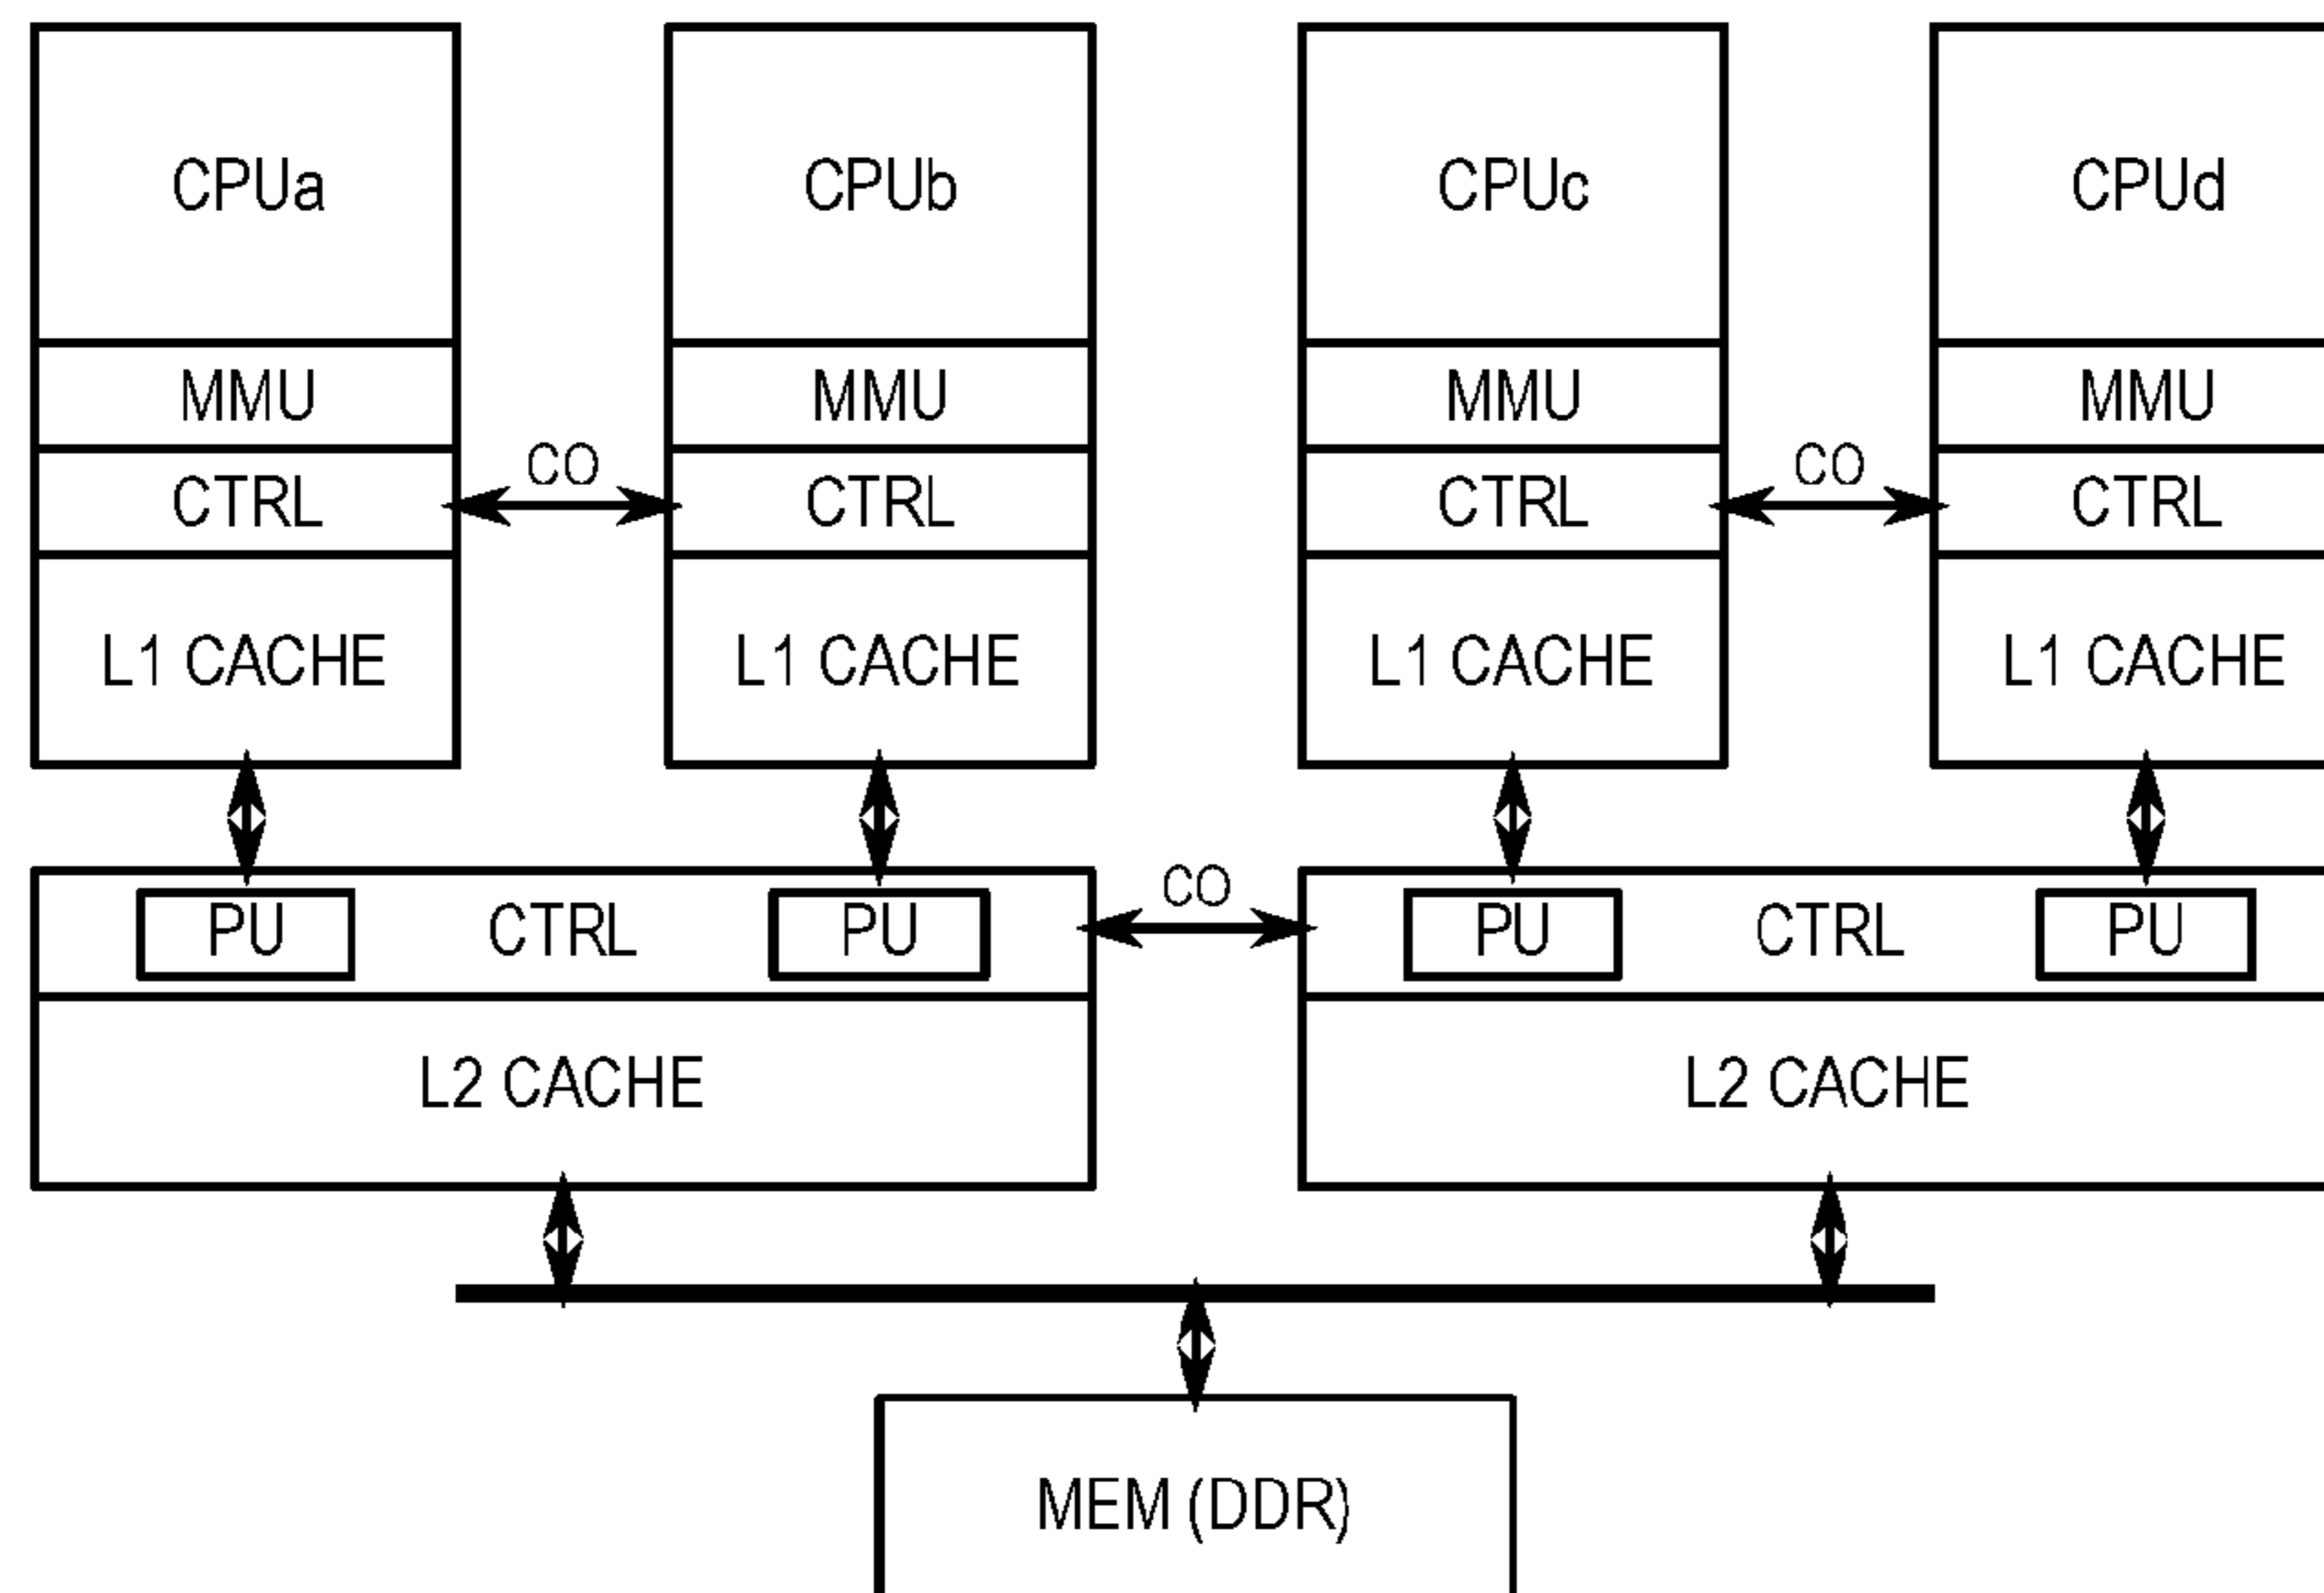 CPUa CPUb CPUc CPUd
MMU MMU MMU MMU
CO CO
CTRL CTRL CTRL CTRL
L1 CACHE L1 CACHE L1 CACHE L1 CACHE
CO
PU CTRL PU PU CTRL PU
L2 CACHE L2 CACHE
MEM (DDR)